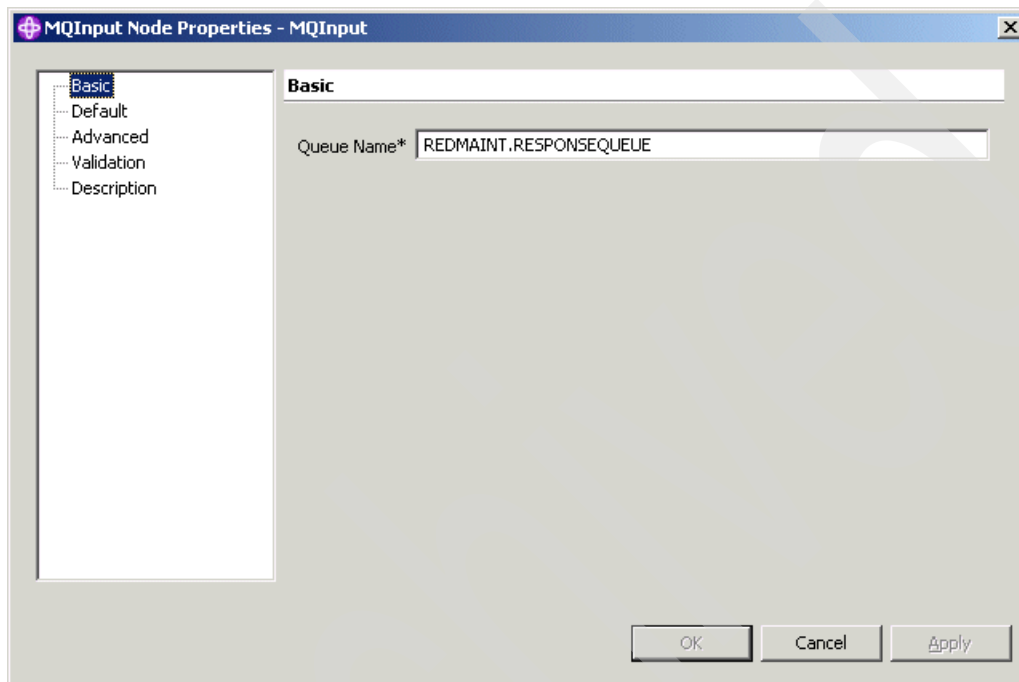 MQInput Node Properties - MQInput
Basic
Default
Advanced
Validation
Description
Basic
Queue Name* REDMAINT.RESPONSEQUEUE
OK Cancel Apply